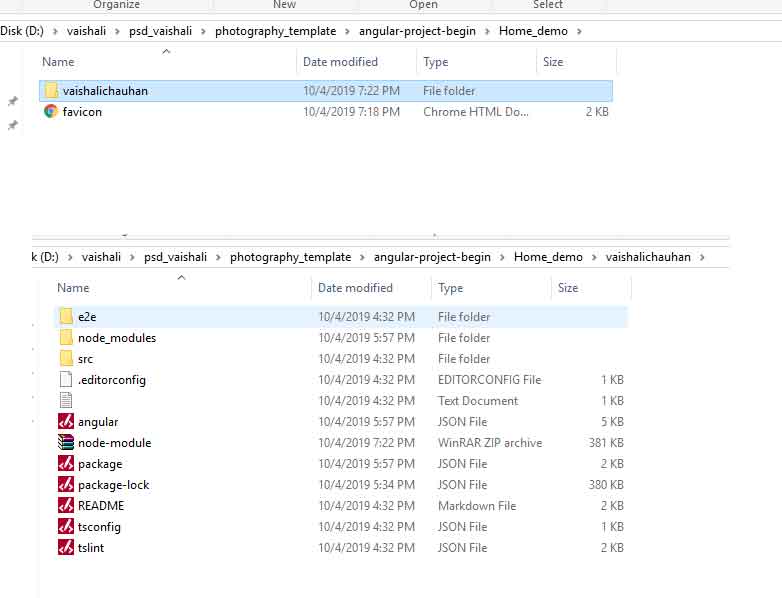 Organize New Open Select
Disk (D:) > vaishali > psd_vaishali > photography_template > angular-project-begin > Home_demo >
Name Date modified Type Size
vaishalichauhan 10/4/2019 7:22 PM File folder
favicon 10/4/2019 7:18 PM Chrome HTML Do... 2 KB
k (D:) > vaishali > psd_vaishali > photography_template > angular-project-begin > Home_demo > vaishalichauhan >
Name Date modified Type Size
e2e 10/4/2019 4:32 PM File folder
node_modules 10/4/2019 5:57 PM File folder
src 10/4/2019 4:32 PM File folder
.editorconfig 10/4/2019 4:32 PM EDITORCONFIG File 1 KB
10/4/2019 4:32 PM Text Document 1 KB
angular 10/4/2019 5:57 PM JSON File 5 KB
node-module 10/4/2019 7:22 PM WinRAR ZIP archive 381 KB
package 10/4/2019 5:57 PM JSON File 2 KB
package-lock 10/4/2019 5:34 PM JSON File 380 KB
README 10/4/2019 4:32 PM Markdown File 2 KB
tsconfig 10/4/2019 4:32 PM JSON File 1 KB
tslint 10/4/2019 4:32 PM JSON File 2 KB